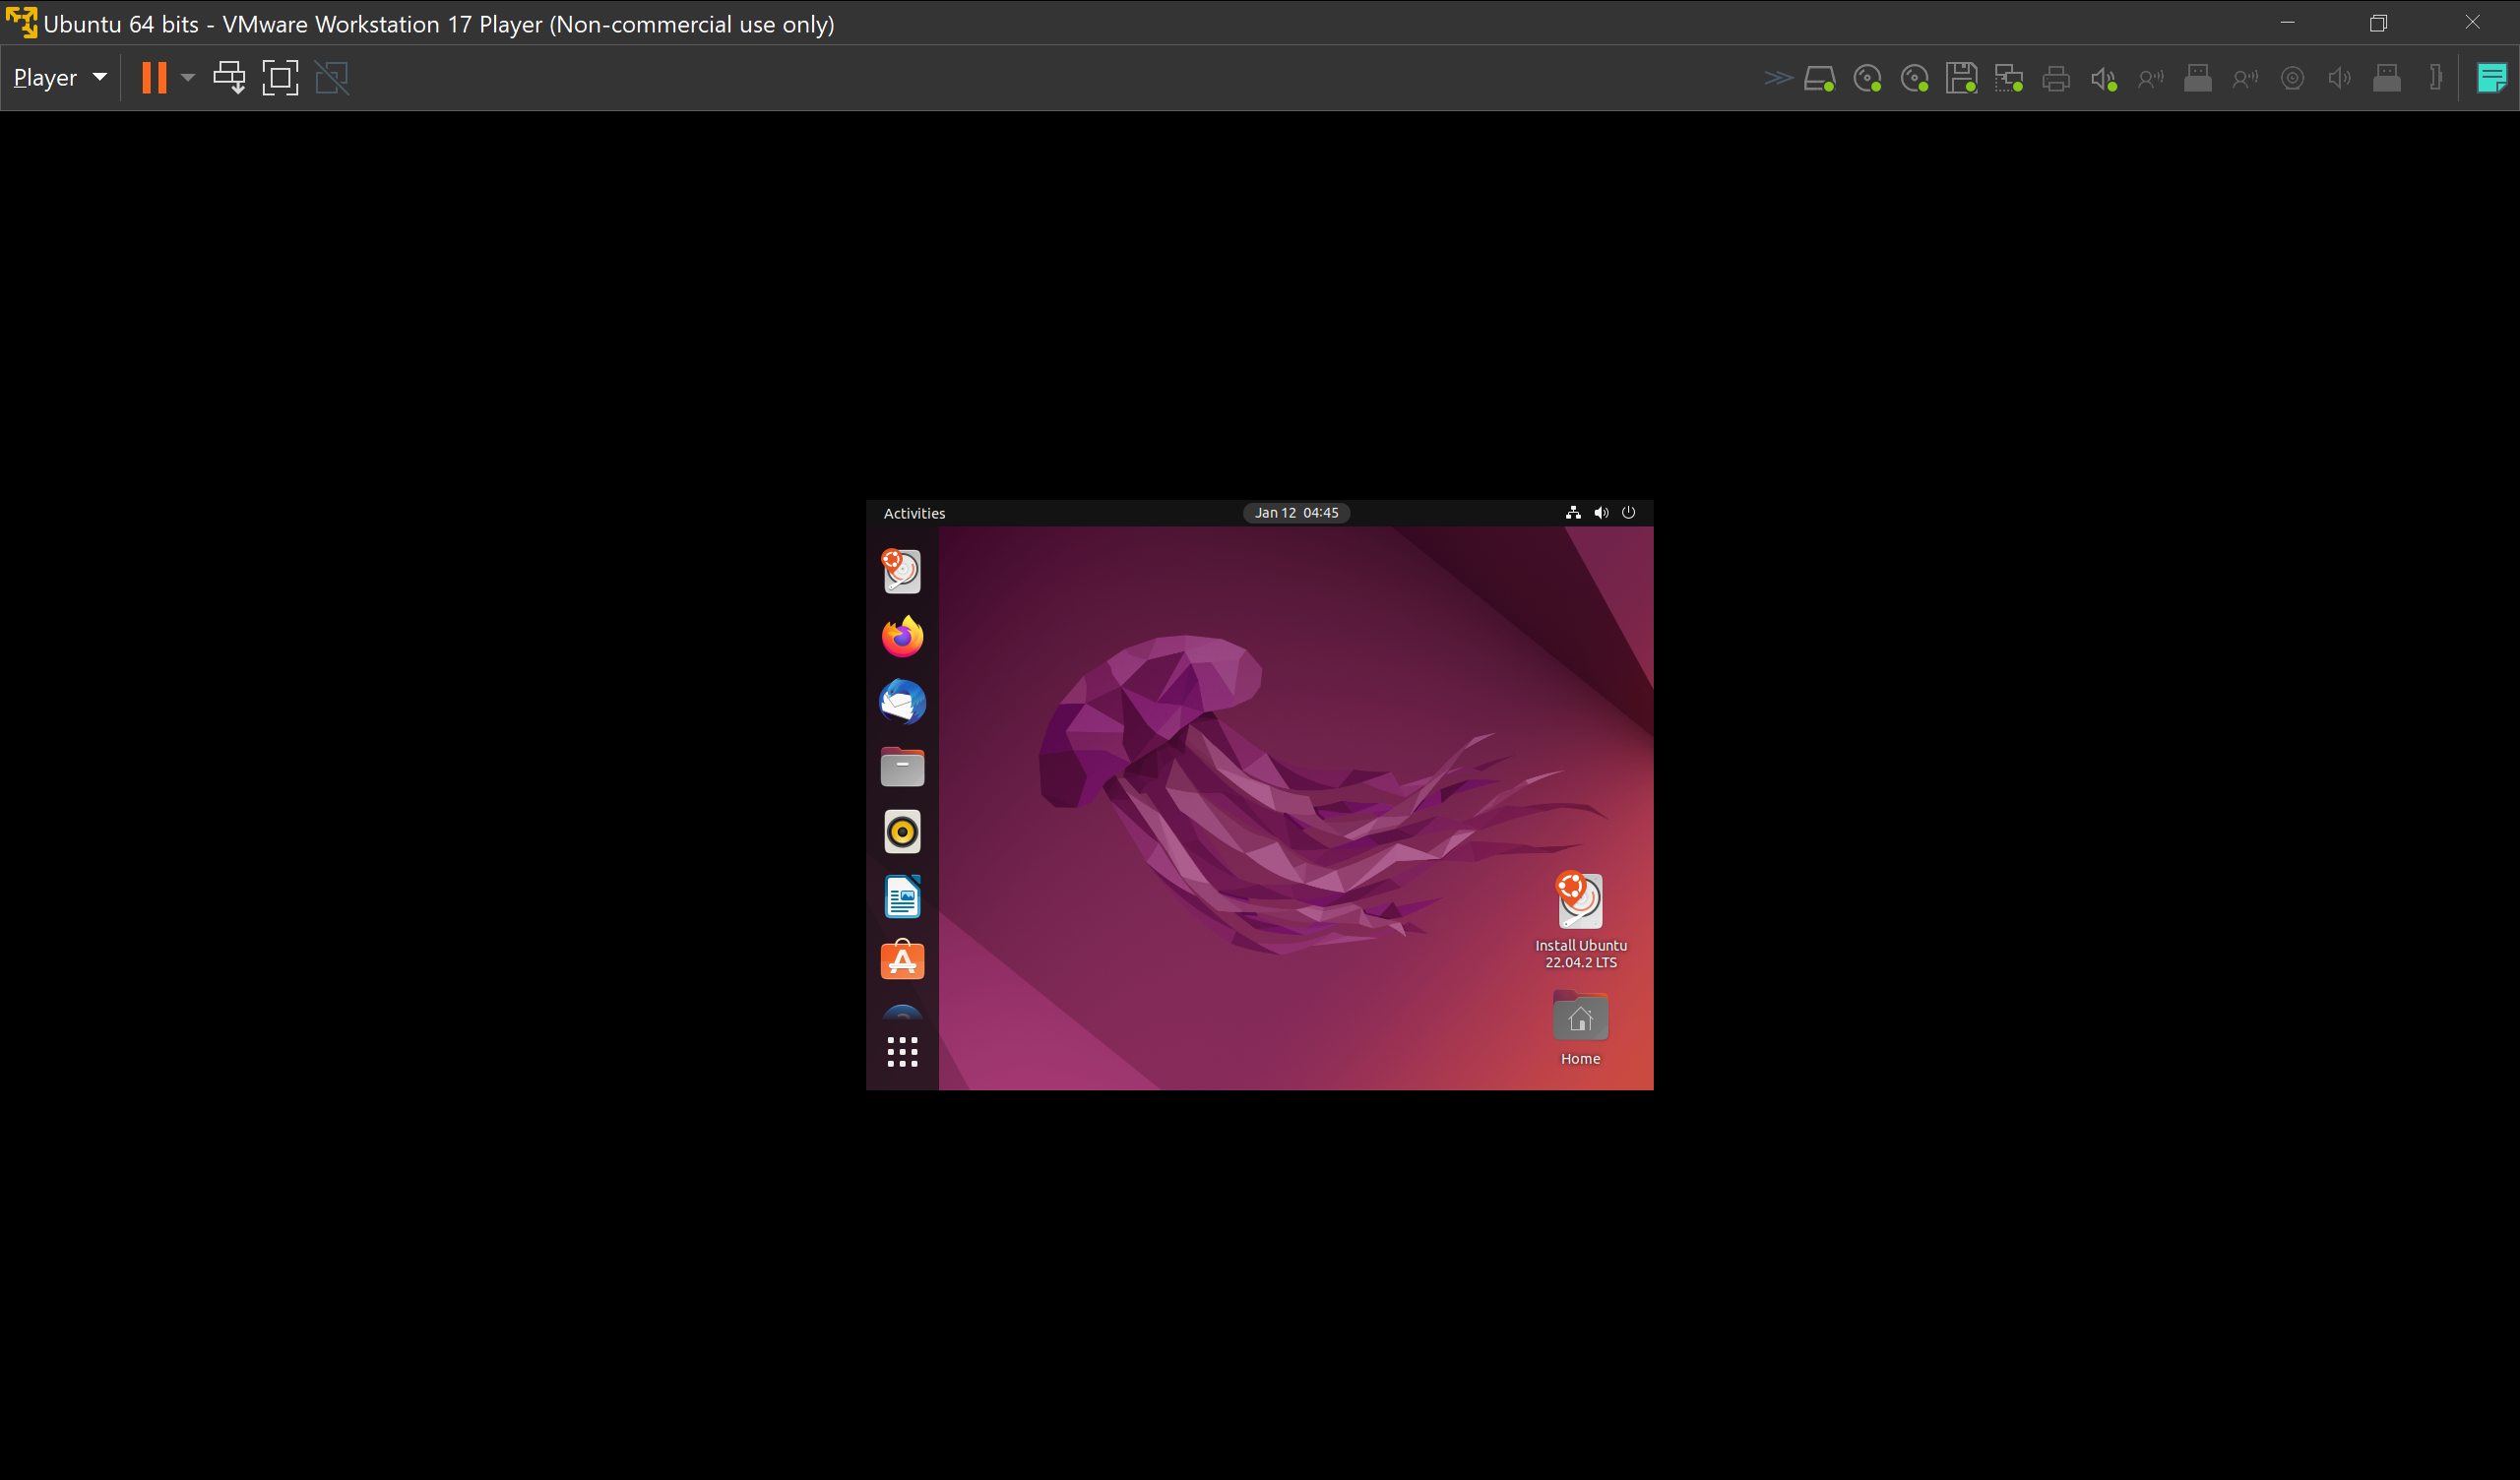 Ubuntu 64 bits - VMware Workstation 17 Player (Non-commercial use only)
Player
Activities
Jan 12 04:45
Install Ubuntu
22.04.2 LTS
Home